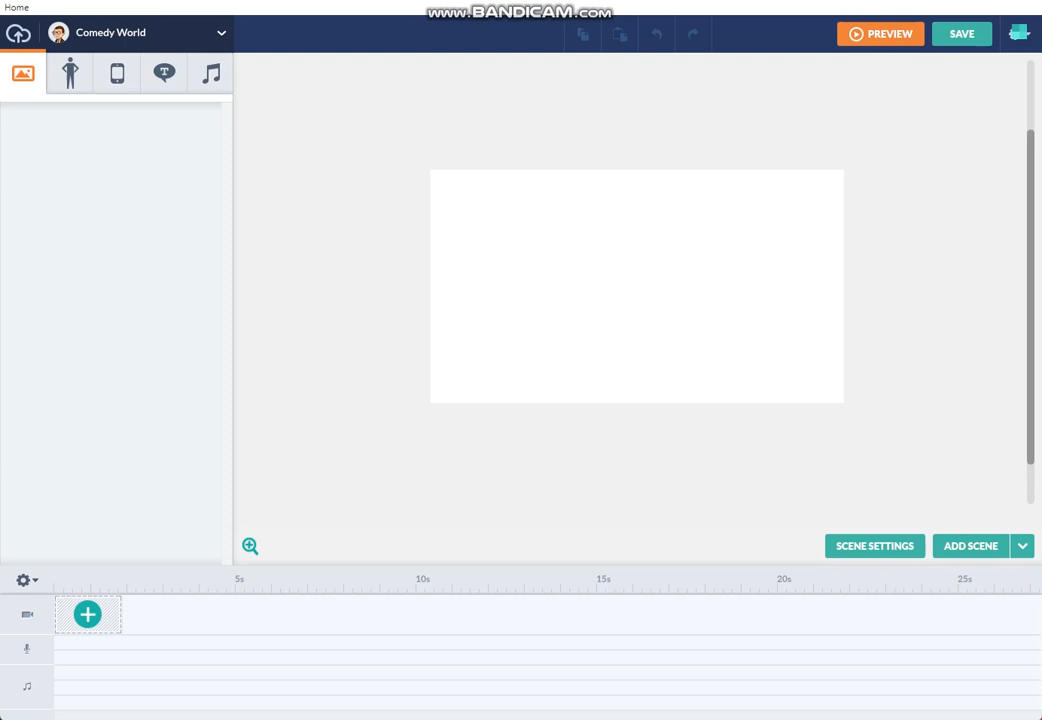 Home
www.BANDICAM.com
Comedy World
PREVIEW
SAVE
T
SCENE SETTINGS
ADD SCENE
5s
10s
15s
20s
25s